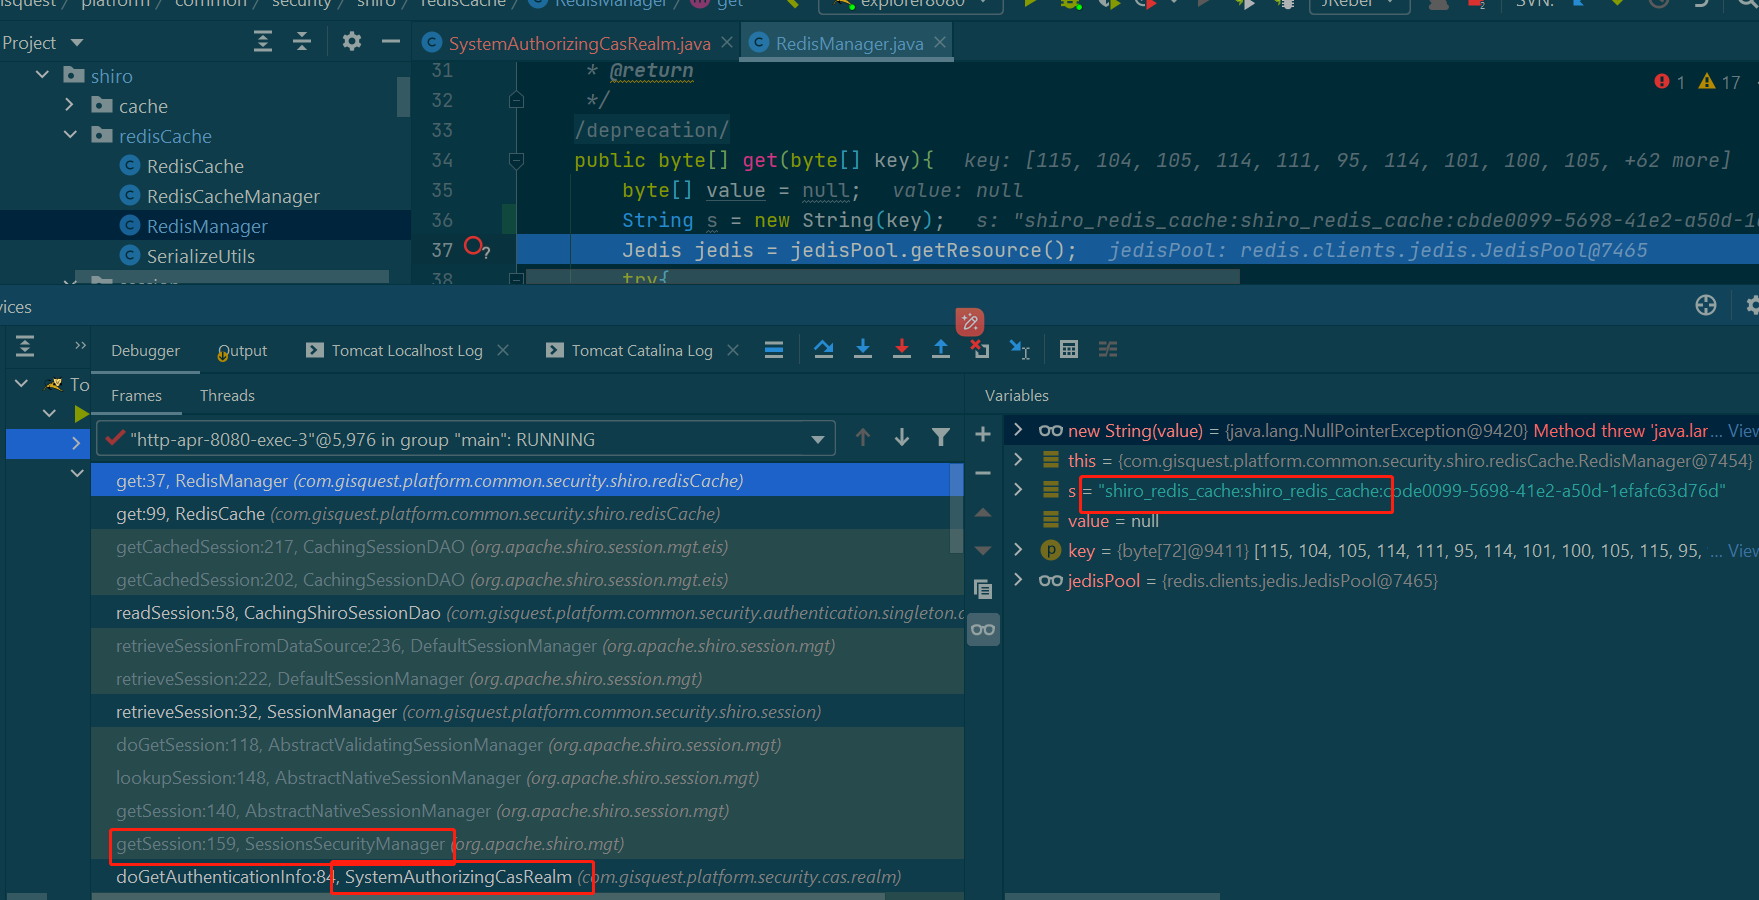 isquest / platform / common / security / shiro / redisCache / RedisManager / get
explorer8080
JRebel
SVN:
Project
SystemAuthorizingCasRealm.java
RedisManager.java
shiro
cache
redisCache
RedisCache
RedisCacheManager
RedisManager
SerializeUtils
session
1 17
31 * @return
32 */
33 /deprecation/
34 public byte[] get(byte[] key){ key: [115, 104, 105, 114, 111, 95, 114, 101, 100, 105, +62 more]
35 byte[] value = null; value: null
36 String s = new String(key); s: "shiro_redis_cache:shiro_redis_cache:cbde0099-5698-41e2-a50d-1e
37 Jedis jedis = jedisPool.getResource(); jedisPool: redis.clients.jedis.JedisPool@7465
38 try{
vices
Debugger
Output
Tomcat Localhost Log
Tomcat Catalina Log
To
Frames
Threads
Variables
"http-apr-8080-exec-3"@5,976 in group "main": RUNNING
get:37, RedisManager (com.gisquest.platform.common.security.shiro.redisCache)
get:99, RedisCache (com.gisquest.platform.common.security.shiro.redisCache)
getCachedSession:217, CachingSessionDAO (org.apache.shiro.session.mgt.eis)
getCachedSession:202, CachingSessionDAO (org.apache.shiro.session.mgt.eis)
readSession:58, CachingShiroSessionDao (com.gisquest.platform.common.security.authentication.singleton.c
retrieveSessionFromDataSource:236, DefaultSessionManager (org.apache.shiro.session.mgt)
retrieveSession:222, DefaultSessionManager (org.apache.shiro.session.mgt)
retrieveSession:32, SessionManager (com.gisquest.platform.common.security.shiro.session)
doGetSession:118, AbstractValidatingSessionManager (org.apache.shiro.session.mgt)
lookupSession:148, AbstractNativeSessionManager (org.apache.shiro.session.mgt)
getSession:140, AbstractNativeSessionManager (org.apache.shiro.session.mgt)
getSession:159, SessionsSecurityManager (org.apache.shiro.mgt)
doGetAuthenticationInfo:84, SystemAuthorizingCasRealm (com.gisquest.platform.security.cas.realm)
new String(value) = {java.lang.NullPointerException@9420} Method threw 'java.lar... View
this = {com.gisquest.platform.common.security.shiro.redisCache.RedisManager@7454}
s = "shiro_redis_cache:shiro_redis_cache:cbde0099-5698-41e2-a50d-1efafc63d76d"
value = null
key = {byte[72]@9411} [115, 104, 105, 114, 111, 95, 114, 101, 100, 105, 115, 95, ... View
jedisPool = {redis.clients.jedis.JedisPool@7465}